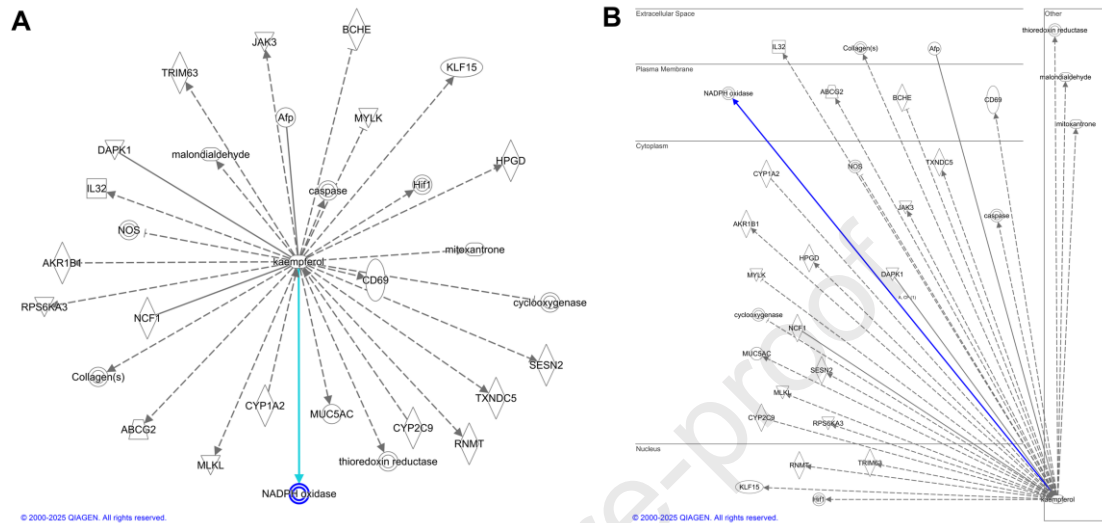 A
BCHE
JAK3
KLF15
TRIM63
Afp
MYLK
DAPK1
malondialdehyde
HPGD
IL32
caspase
Hif1
NOS
mitoxantrone
AKR1B1
kaempferol
CD69
RPS6KA3
cyclooxygenase
NCF1
SESN2
Collagen(s)
TXNDC5
CYP1A2
MUC5AC
ABCG2
CYP2C9
RNMT
thioredoxin reductase
MLKL
NADPH oxidase
© 2000-2025 QIAGEN. All rights reserved.
B
Extracellular Space
Other
thioredoxin reductase
IL32
Collagen(s)
Afp
Plasma Membrane
malondialdehyde
NADPH oxidase
ABCG2
BCHE
CD69
mitoxantrone
Cytoplasm
CYP1A2
NOS
TXNDC5
JAK3
caspase
AKR1B1
HPGD
MYLK
DAPK1
cyclooxygenase
NCF1
MUC5AC
SESN2
MLKL
CYP2C9
RPS6KA3
Nucleus
RNMT
TRIM63
KLF15
Hif1
kaempferol
© 2000-2025 QIAGEN. All rights reserved.